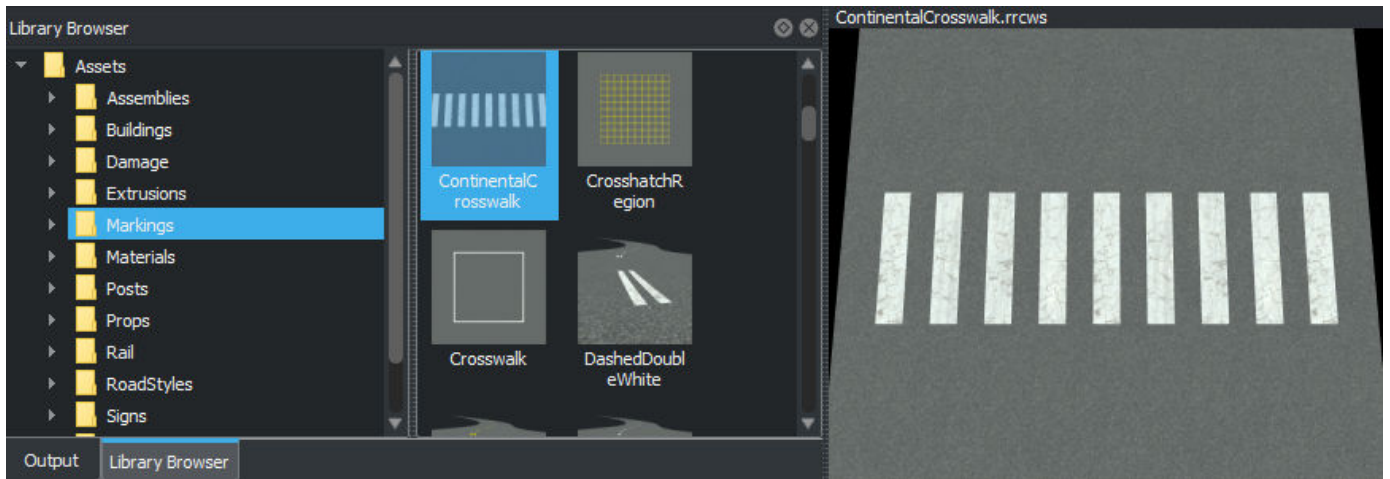 Library Browser
Assets
Assemblies
Buildings
Damage
Extrusions
Markings
Materials
Posts
Props
Rail
RoadStyles
Signs
ContinentalC
rosswalk
CrosshatchR
egion
Crosswalk
DashedDoubl
eWhite
Output
Library Browser
ContinentalCrosswalk.rrcws